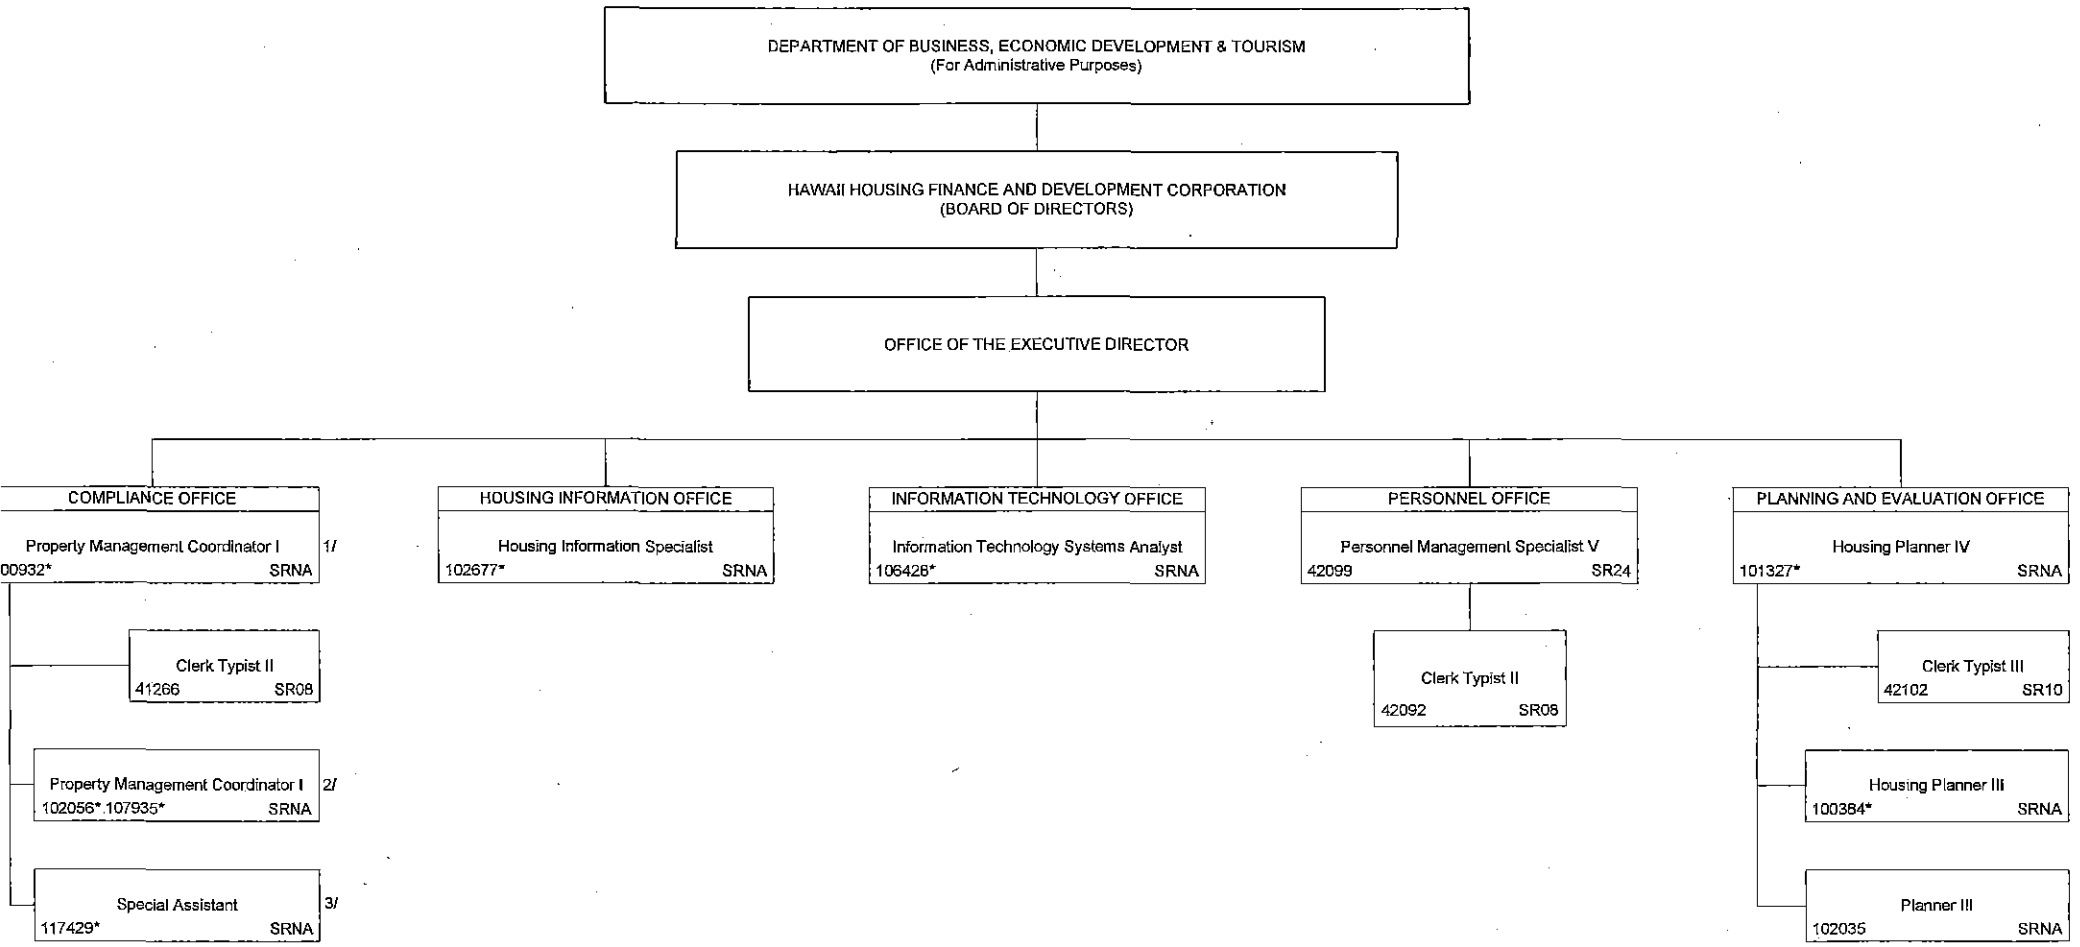 DEPARTMENT OF BUSINESS, ECONOMIC DEVELOPMENT & TOURISM
(For Administrative Purposes)
HAWAII HOUSING FINANCE AND DEVELOPMENT CORPORATION
(BOARD OF DIRECTORS)
OFFICE OF THE EXECUTIVE DIRECTOR
COMPLIANCE OFFICE
Property Management Coordinator I 1/
00932* SRNA
Clerk Typist II
41266 SR08
Property Management Coordinator I 2/
102056*,107935* SRNA
Special Assistant 3/
117429* SRNA
HOUSING INFORMATION OFFICE
Housing Information Specialist
102677* SRNA
INFORMATION TECHNOLOGY OFFICE
Information Technology Systems Analyst
106428* SRNA
PERSONNEL OFFICE
Personnel Management Specialist V
42099 SR24
Clerk Typist II
42092 SR08
PLANNING AND EVALUATION OFFICE
Housing Planner IV
101327* SRNA
Clerk Typist III
42102 SR10
Housing Planner III
100384* SRNA
Planner III
102035 SRNA